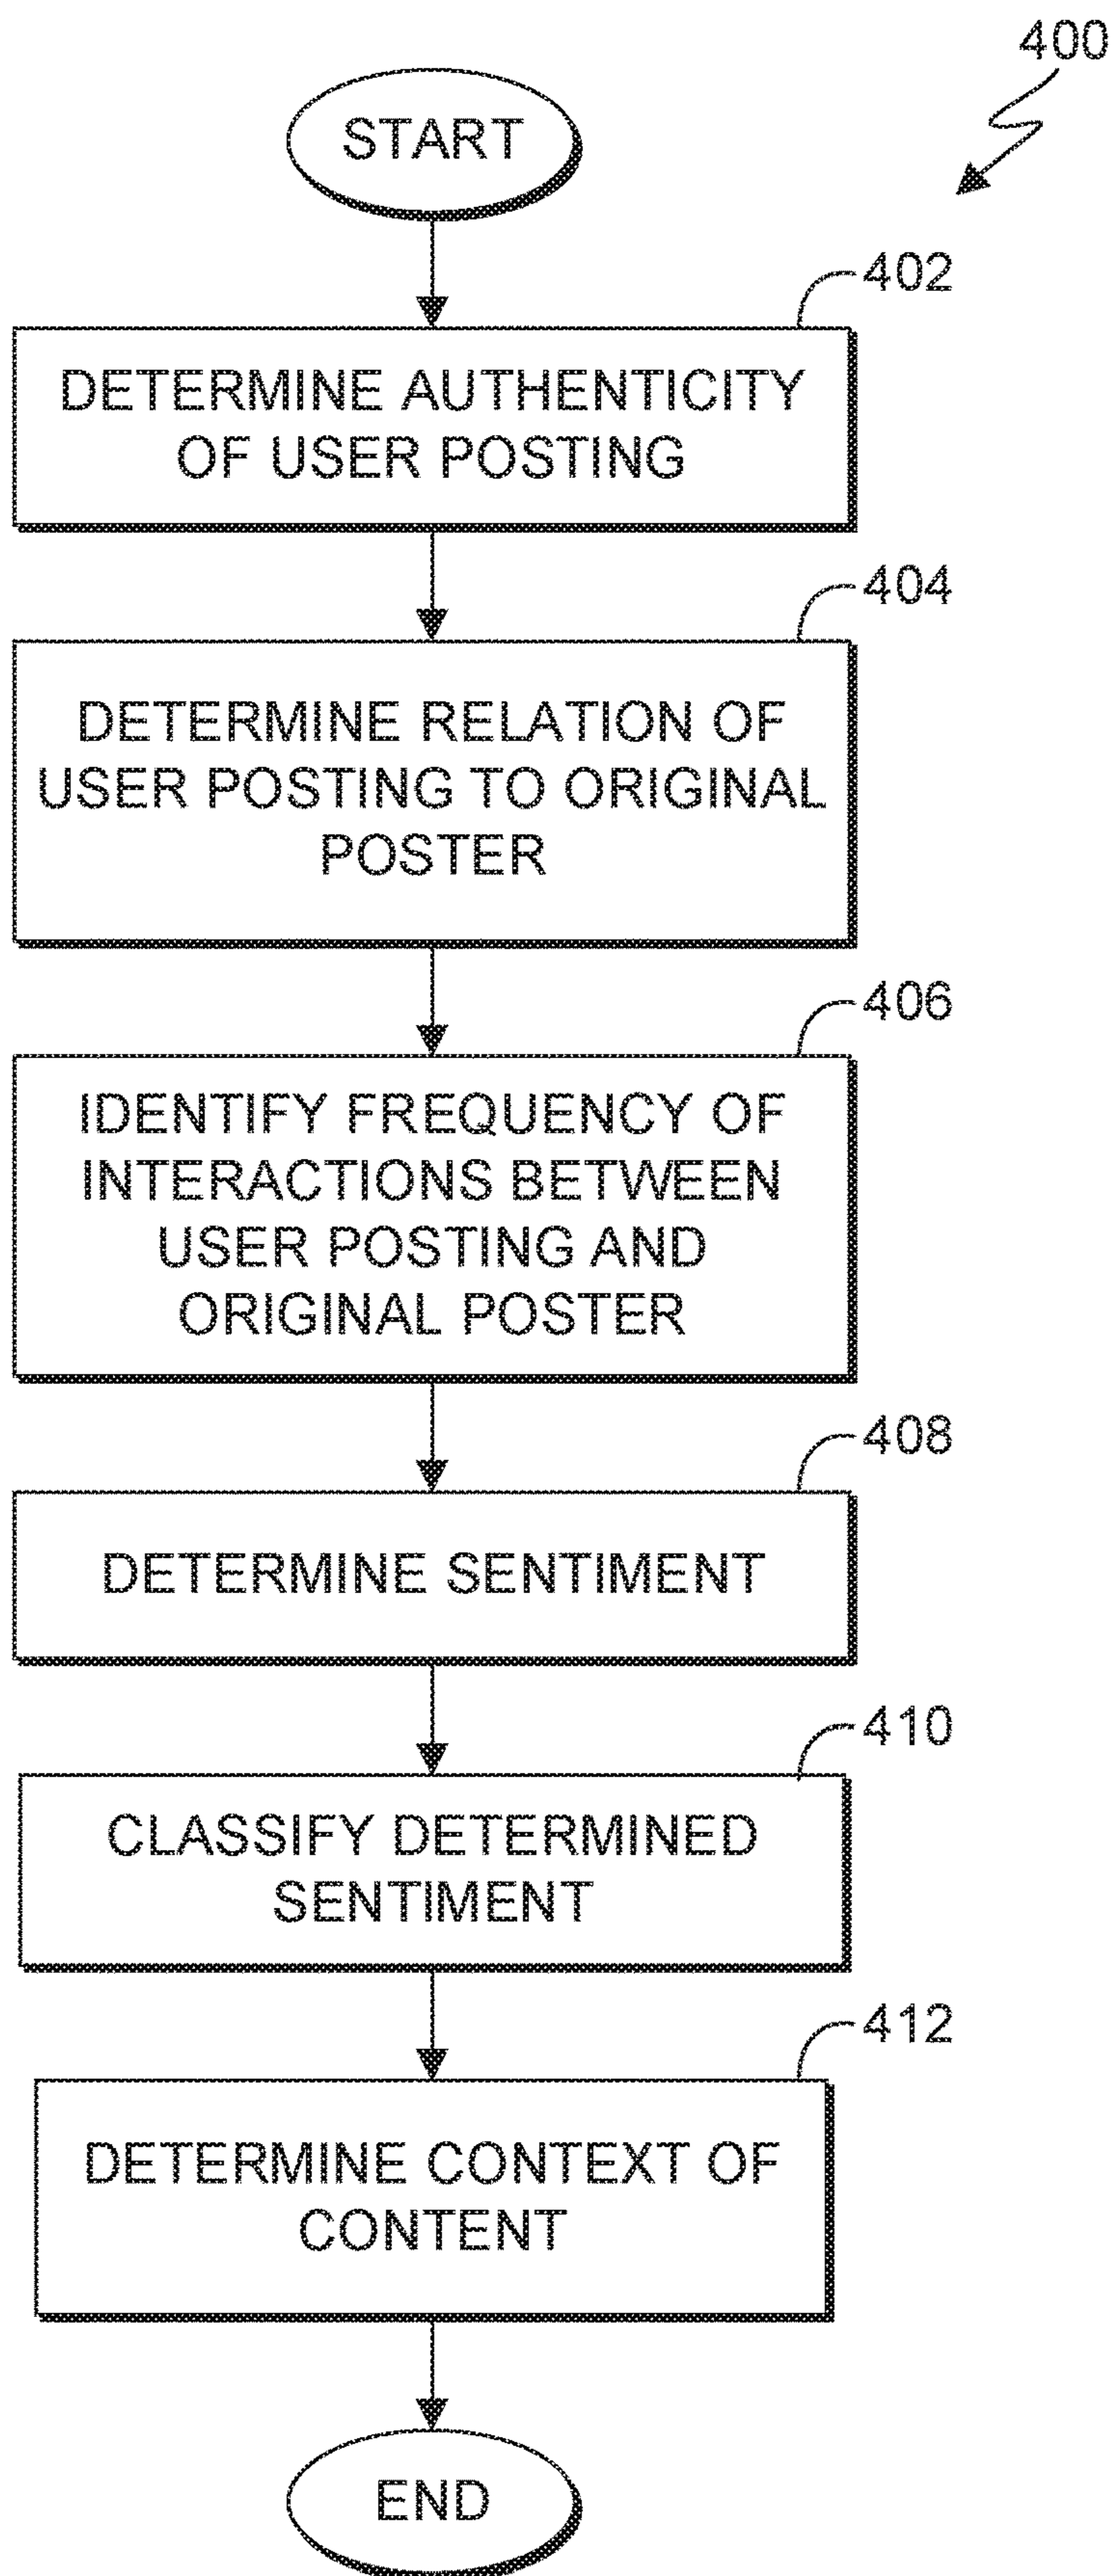 400
START
402
DETERMINE AUTHENTICITY
OF USER POSTING
404
DETERMINE RELATION OF
USER POSTING TO ORIGINAL
POSTER
406
IDENTIFY FREQUENCY OF
INTERACTIONS BETWEEN
USER POSTING AND
ORIGINAL POSTER
408
DETERMINE SENTIMENT
410
CLASSIFY DETERMINED
SENTIMENT
412
DETERMINE CONTEXT OF
CONTENT
END